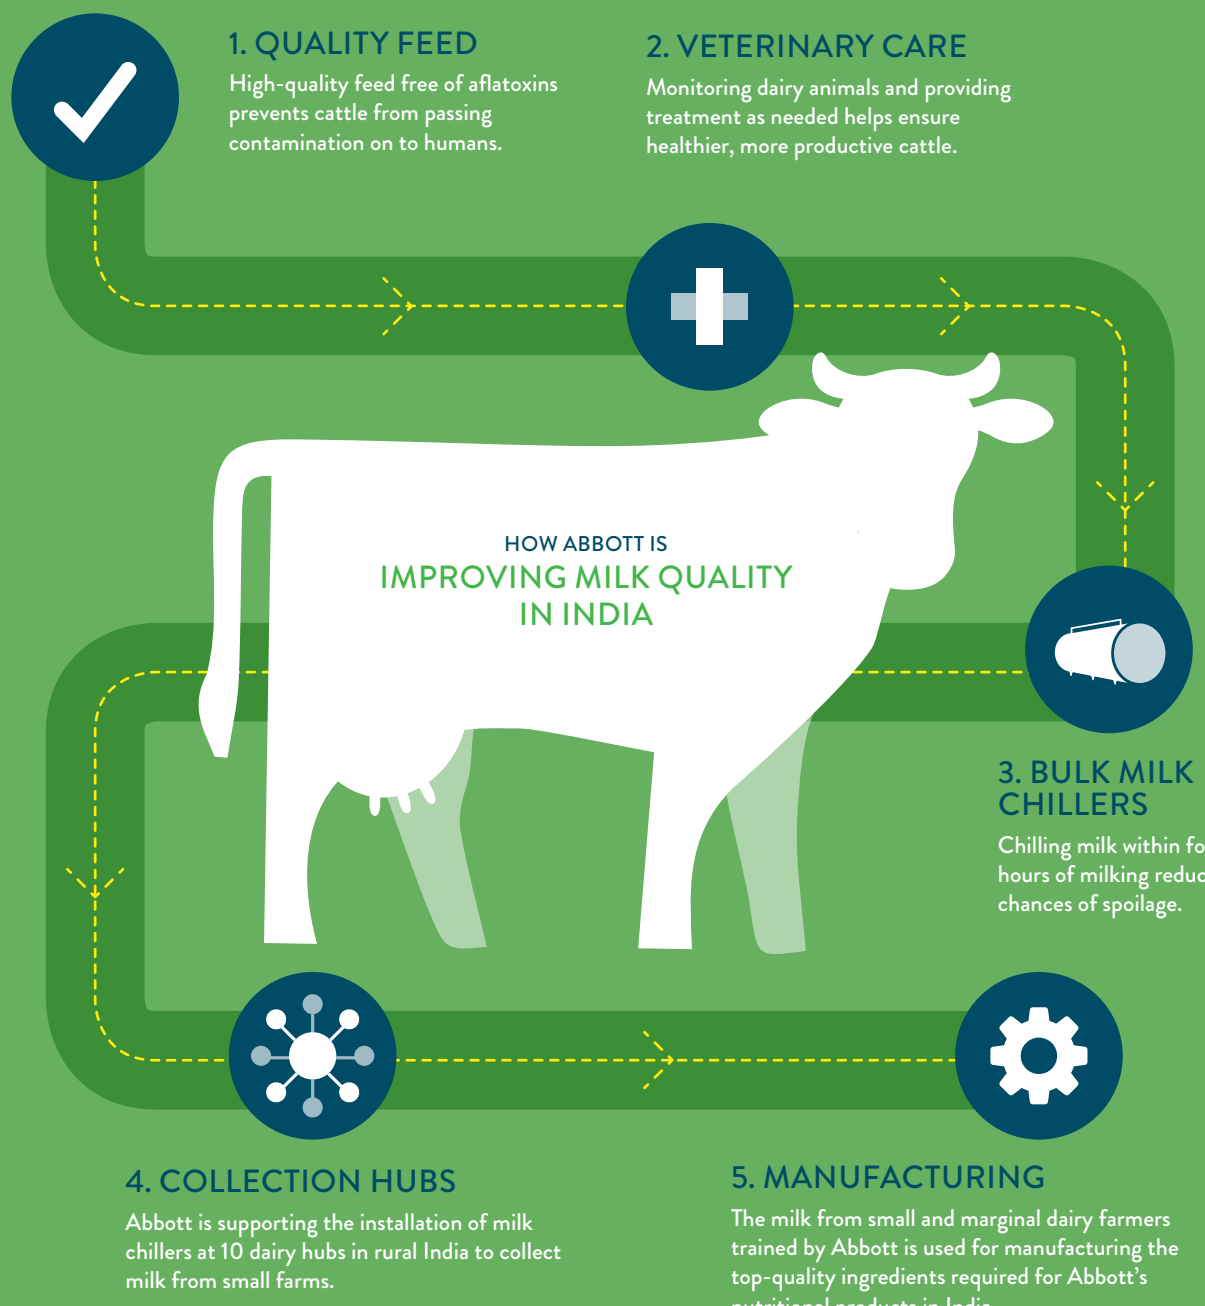 1. QUALITY FEED
High-quality feed free of aflatoxins
prevents cattle from passing
contamination on to humans.
2. VETERINARY CARE
Monitoring dairy animals and providing
treatment as needed helps ensure
healthier, more productive cattle.
HOW ABBOTT IS
IMPROVING MILK QUALITY
IN INDIA
3. BULK MILK
CHILLERS
Chilling milk within
hours of milking
chances of spoilage.
4. COLLECTION HUBS
Abbott is supporting the installation of milk
chillers at 10 dairy hubs in rural India to collect
milk from small farms.
5. MANUFACTURING
The milk from small and marginal dairy farmers
trained by Abbott is used for manufacturing the
top-quality ingredients required for Abbott's
nutritional products in India